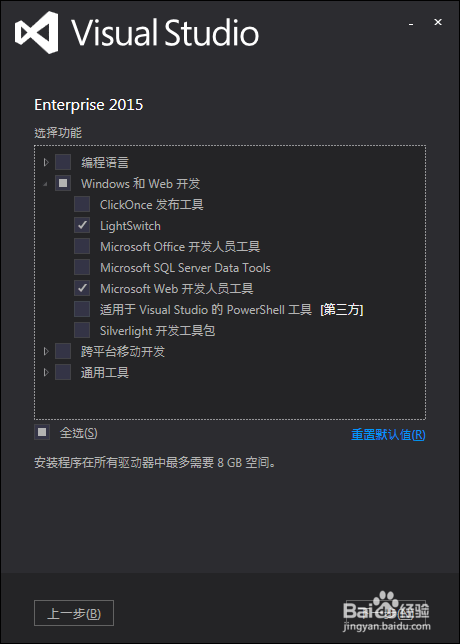 Visual Studio
Enterprise 2015
选择功能
编程语言
Windows 和 Web 开发
ClickOnce 发布工具
LightSwitch
Microsoft Office 开发人员工具
Microsoft SQL Server Data Tools
Microsoft Web 开发人员工具
适用于 Visual Studio 的 PowerShell 工具 [第三方]
Silverlight 开发工具包
跨平台移动开发
通用工具
全选(S)
重置默认值(R)
安装程序在所有驱动器中最多需要 8 GB 空间。
上一步(B)
Baidu 经验
jingyan.baidu.com